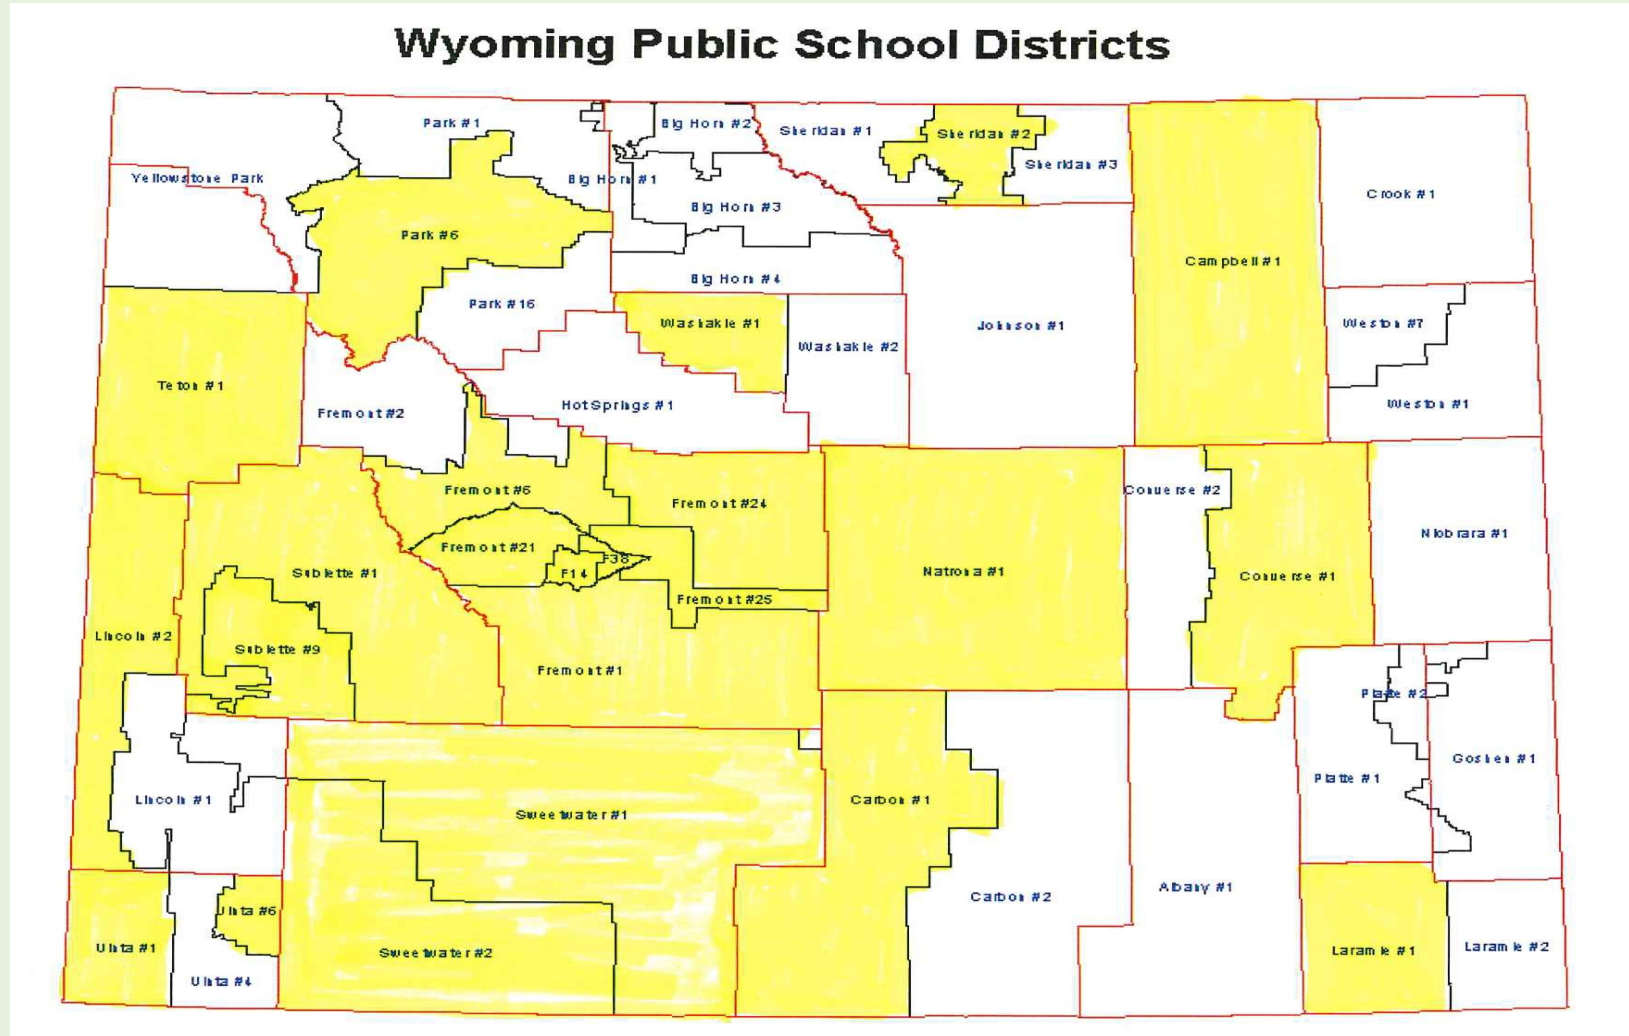 Wyoming Public School Districts
Park #1
Big Horn #2
Sheridan #1
Sheridan #2
Sheridan #3
Yellowstone Park
Big Horn #1
Crook #1
Big Horn #3
Park #6
Campbell #1
Big Horn #4
Park #16
Washakie #1
Johnson #1
Weston #7
Washakie #2
Teton #1
Fremont #2
HotSprings #1
Weston #1
Fremont #6
Fremont #24
Converse #2
Niobrara #1
Fremont #21
F38
F14
Sublette #1
Natrona #1
Converse #1
Fremont #25
Lincoln #2
Sublette #9
Fremont #1
Platte #2
Goshen #1
Platte #1
Lincoln #1
Carbon #1
Sweetwater #1
Albany #1
Carbon #2
Uinta #6
Uinta #1
Sweetwater #2
Laramie #1
Laramie #2
Uinta #4